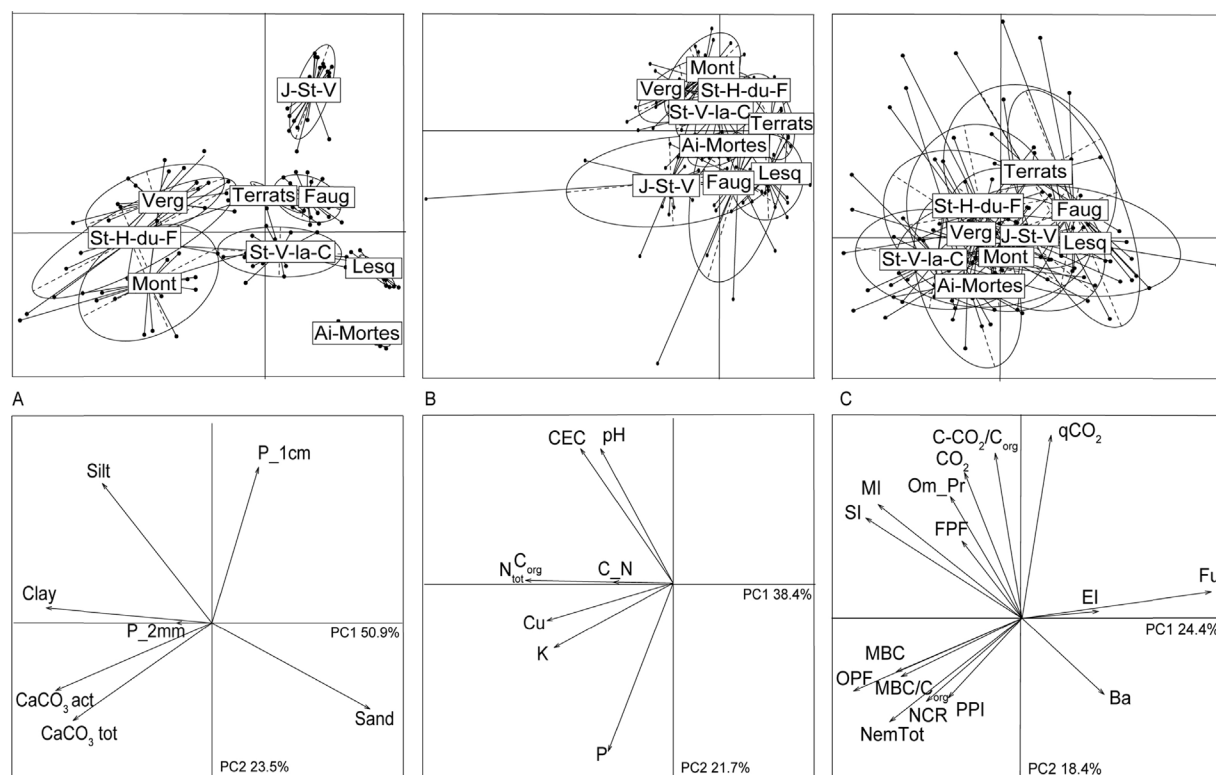 J-St-V
Verg
Terrats
Faug
St-H-du-F
St-V-la-C
Mont
Lesq
Ai-Mortes
Mont
Verg
St-H-du-F
St-V-la-C
Terrats
Ai-Mortes
J-St-V
Faug
Lesq
Terrats
St-H-du-F
Faug
Verg
J-St-V
Lesq
St-V-la-C
Mont
Ai-Mortes
A
B
C
P_1cm
Silt
Clay
P_2mm
PC1 50.9%
CaCO3 act
CaCO3 tot
Sand
PC2 23.5%
CEC
pH
Ntot
Corg
C_N
PC1 38.4%
Cu
K
P
PC2 21.7%
C-CO2/Corg
qCO2
CO2
Om_Pr
MI
SI
FPF
EI
Fu
PC1 24.4%
MBC
OPF
MBC/Corg
NCR
PPI
Ba
NemTot
PC2 18.4%